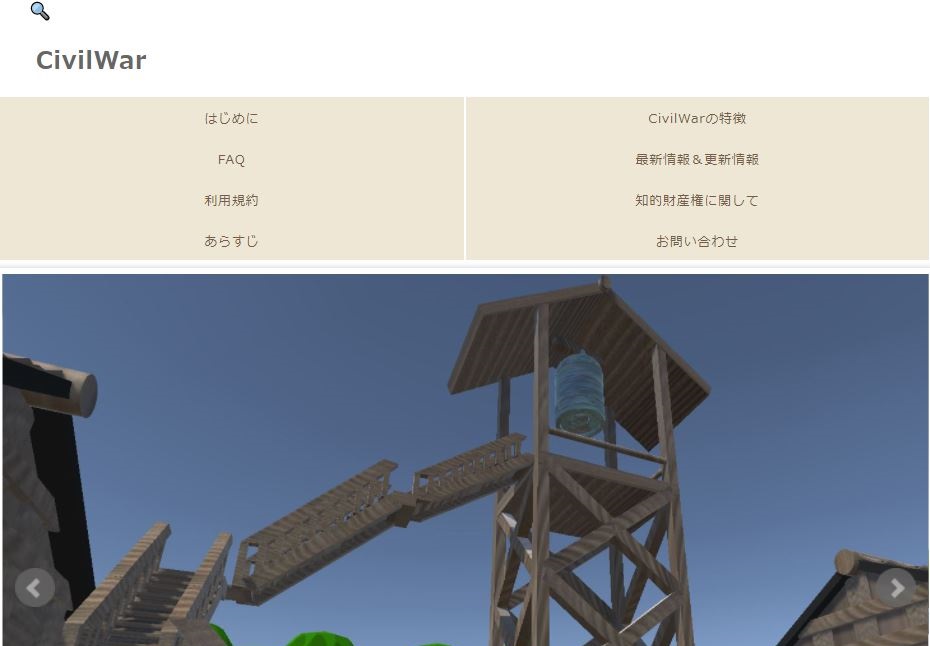 CivilWar
はじめに
CivilWarの特徴
FAQ
最新情報＆更新情報
利用規約
知的財産権に関して
あらすじ
お問い合わせ